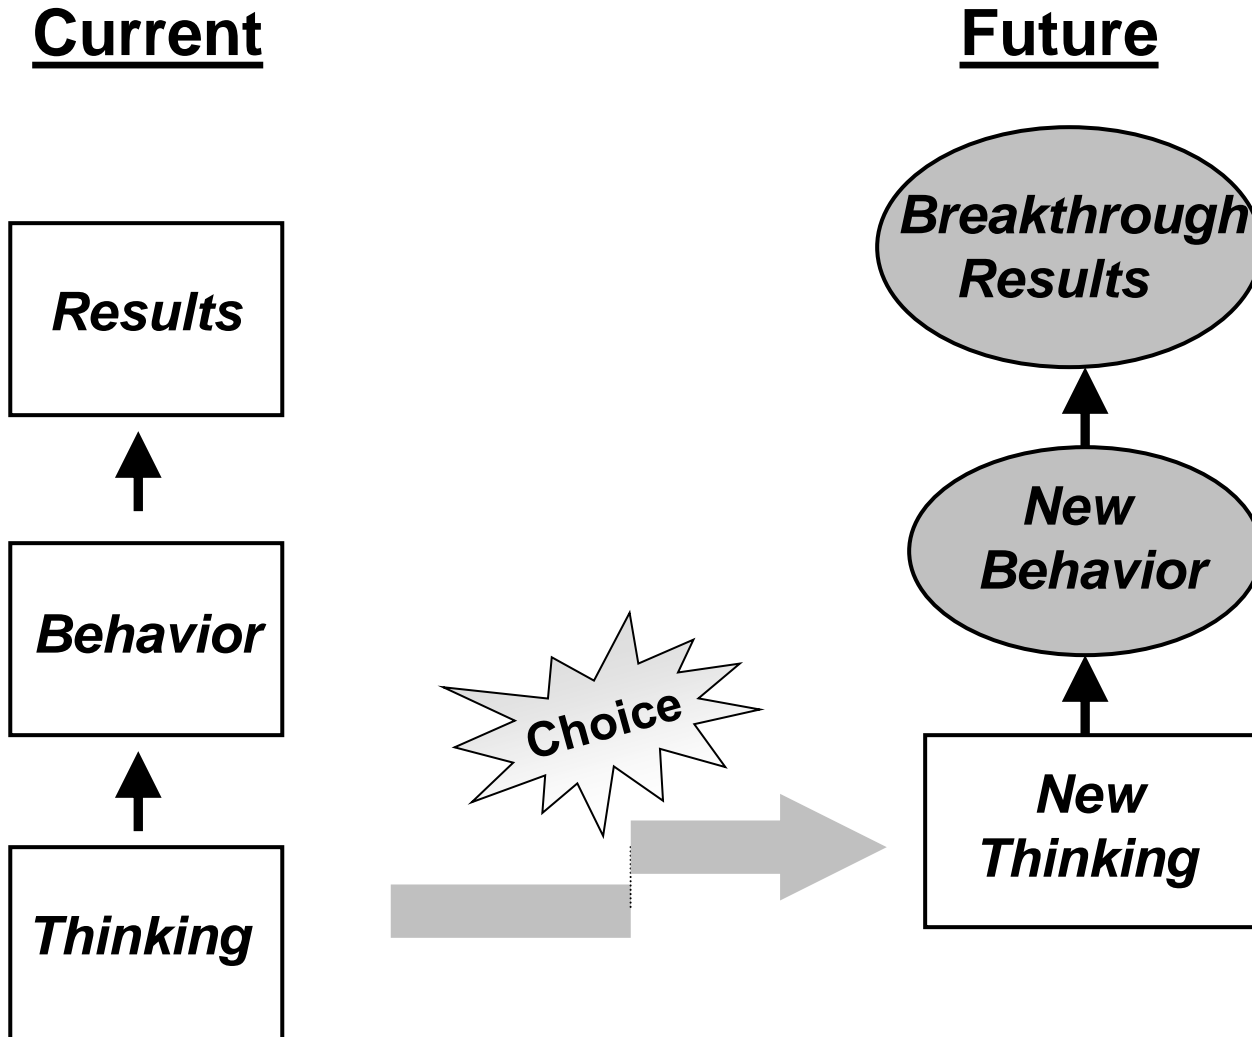 Current
Future
Results
Behavior
Thinking
Choice
Breakthrough
Results
New
Behavior
New
Thinking